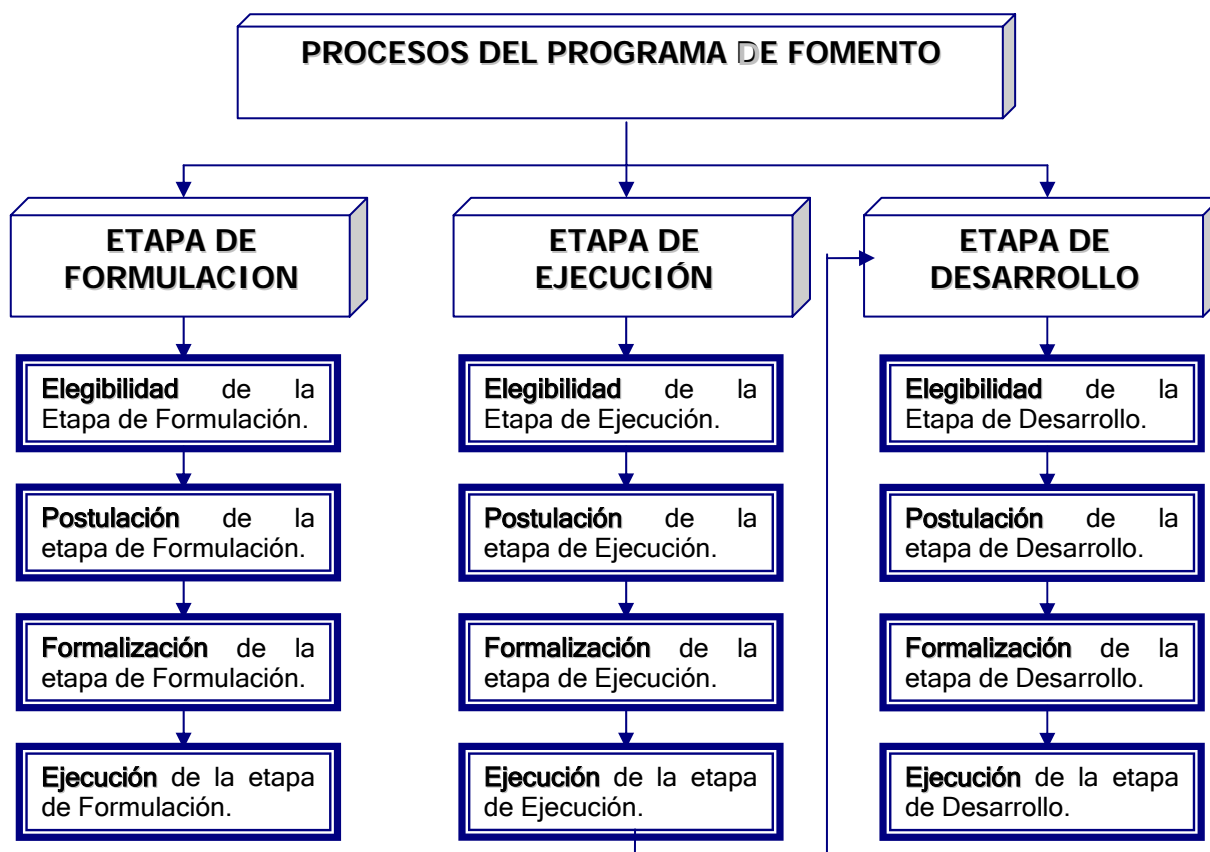 PROCESOS DEL PROGRAMA DE FOMENTO
ETAPA DE
FORMULACION
Elegibilidad de la
Etapa de Formulación.
Postulación de la
etapa de Formulación.
Formalización de la
etapa de Formulación.
Ejecución de la etapa
de Formulación.
ETAPA DE
EJECUCIÓN
Elegibilidad de la
Etapa de Ejecución.
Postulación de la
etapa de Ejecución.
Formalización de la
etapa de Ejecución.
Ejecución de la etapa
de Ejecución.
ETAPA DE
DESARROLLO
Elegibilidad de la
Etapa de Desarrollo.
Postulación de la
etapa de Desarrollo.
Formalización de la
etapa de Desarrollo.
Ejecución de la etapa
de Desarrollo.